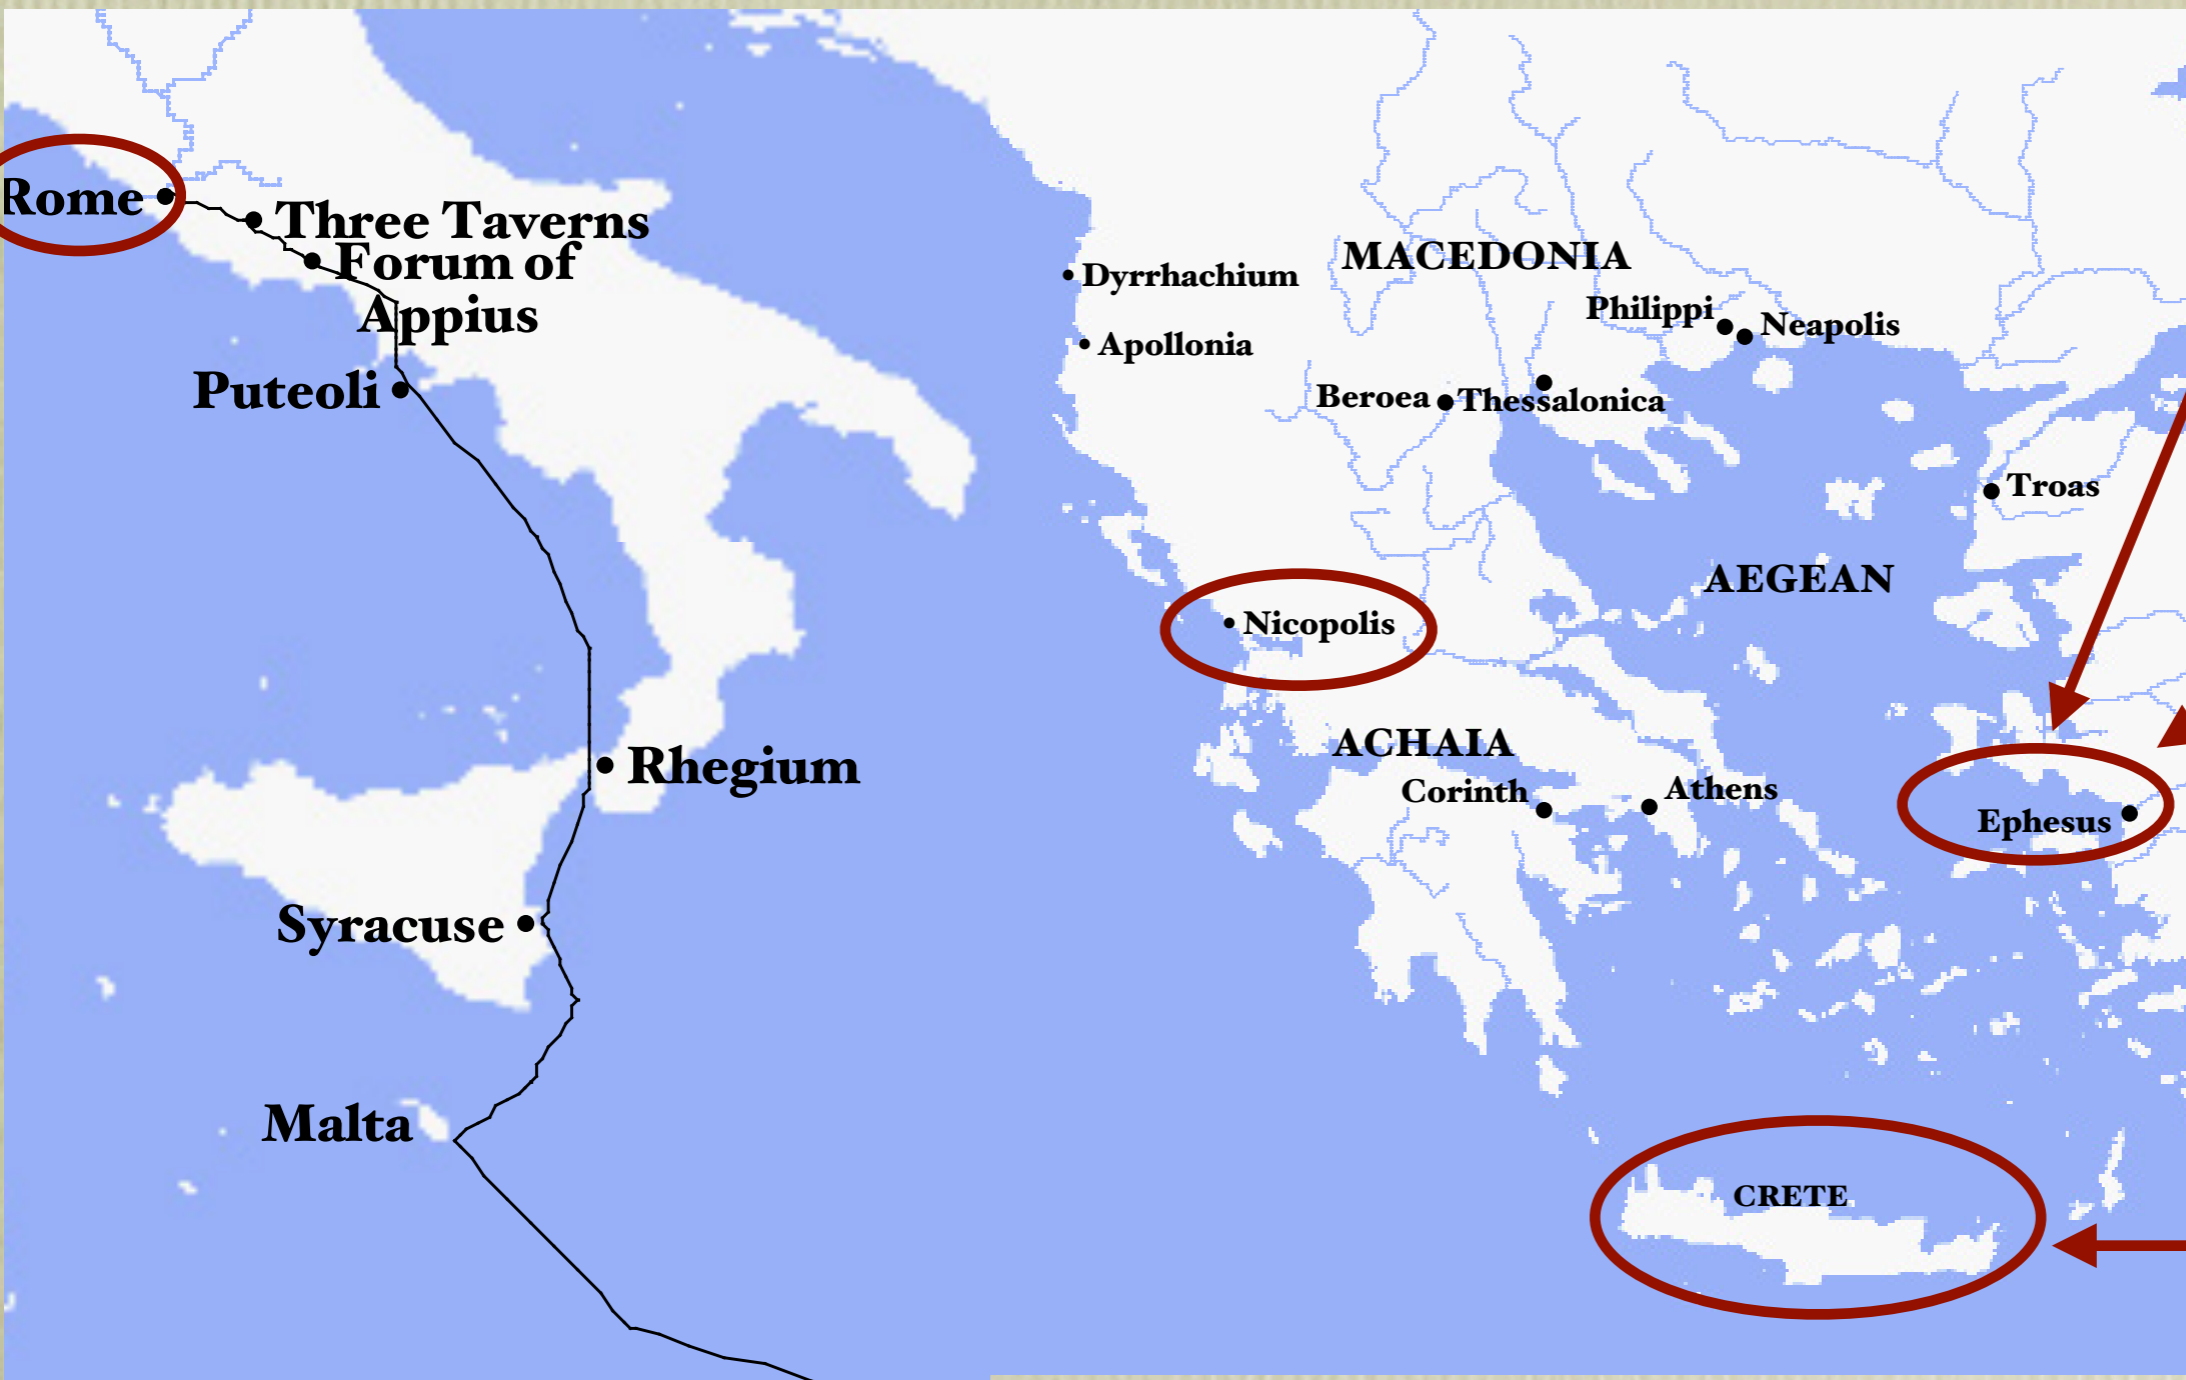 Rome
Three Taverns
Forum of
Appius
Puteoli
Rhegium
Syracuse
Malta
MACEDONIA
Dyrrhachium
Apollonia
Philippi
Neapolis
Beroea
Thessalonica
Troas
AEGEAN
Nicopolis
ACHAIA
Corinth
Athens
Ephesus
CRETE